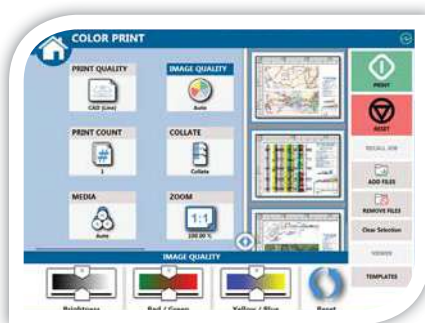 COLOR PRINT
PRINT QUALITY
CAD (Line)
IMAGE QUALITY
Auto
PRINT COUNT
#
1
COLLATE
Collate
MEDIA
Auto
ZOOM
1:1
100.00 %
PRINT
RESET
RECALL JOB
ADD FILES
REMOVE FILES
Clear Selection
VIEWER
TEMPLATES
IMAGE QUALITY
Brightness
Red / Green
Yellow / Blue
Reset